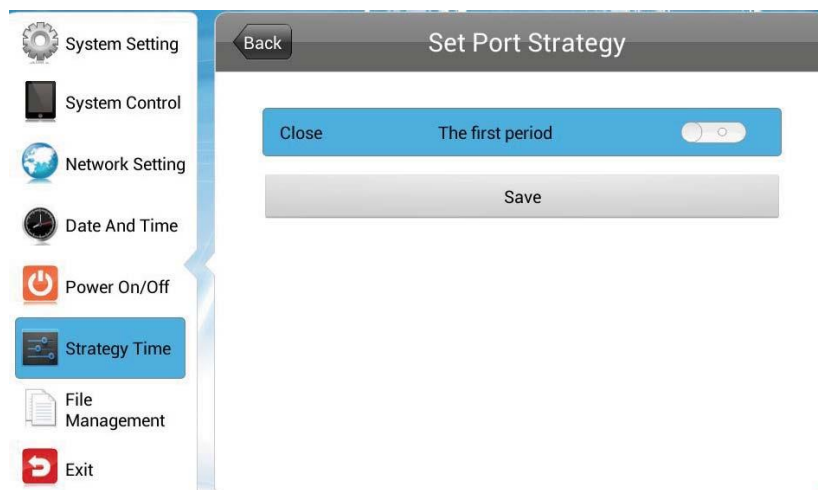 System Setting
System Control
Network Setting
Date And Time
Power On/Off
Strategy Time
File
Management
Exit
Back
Set Port Strategy
Close The first period
Save